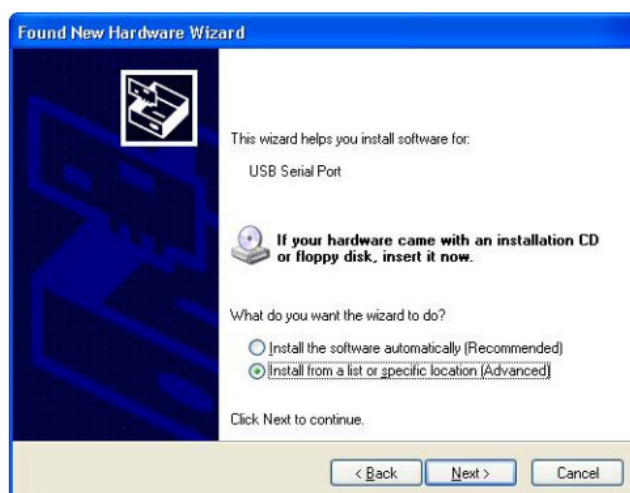 Found New Hardware Wizard
This wizard helps you install software for:
USB Serial Port
If your hardware came with an installation CD
or floppy disk, insert it now.
What do you want the wizard to do?
Install the software automatically (Recommended)
Install from a list or specific location (Advanced)
Click Next to continue.
< Back Next > Cancel